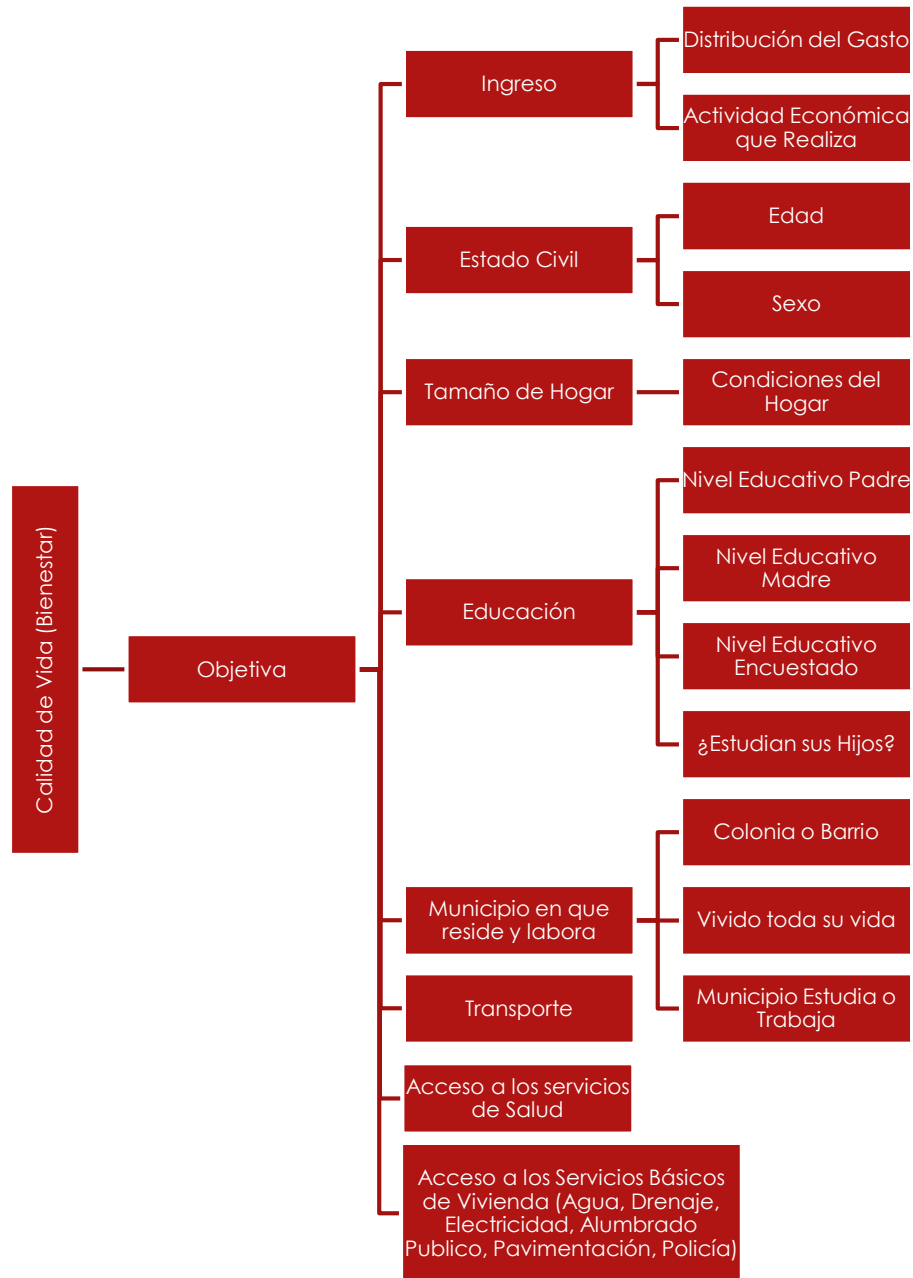 Calidad de Vida (Bienestar)
Objetiva
Ingreso
Distribución del Gasto
Actividad Económica
que Realiza
Estado Civil
Edad
Sexo
Tamaño de Hogar
Condiciones del
Hogar
Educación
Nivel Educativo Padre
Nivel Educativo
Madre
Nivel Educativo
Encuestado
¿Estudian sus Hijos?
Municipio en que
reside y labora
Colonia o Barrio
Vivido toda su vida
Municipio Estudia o
Trabaja
Transporte
Acceso a los servicios
de Salud
Acceso a los Servicios Básicos
de Vivienda (Agua, Drenaje,
Electricidad, Alumbrado
Publico, Pavimentación, Policía)